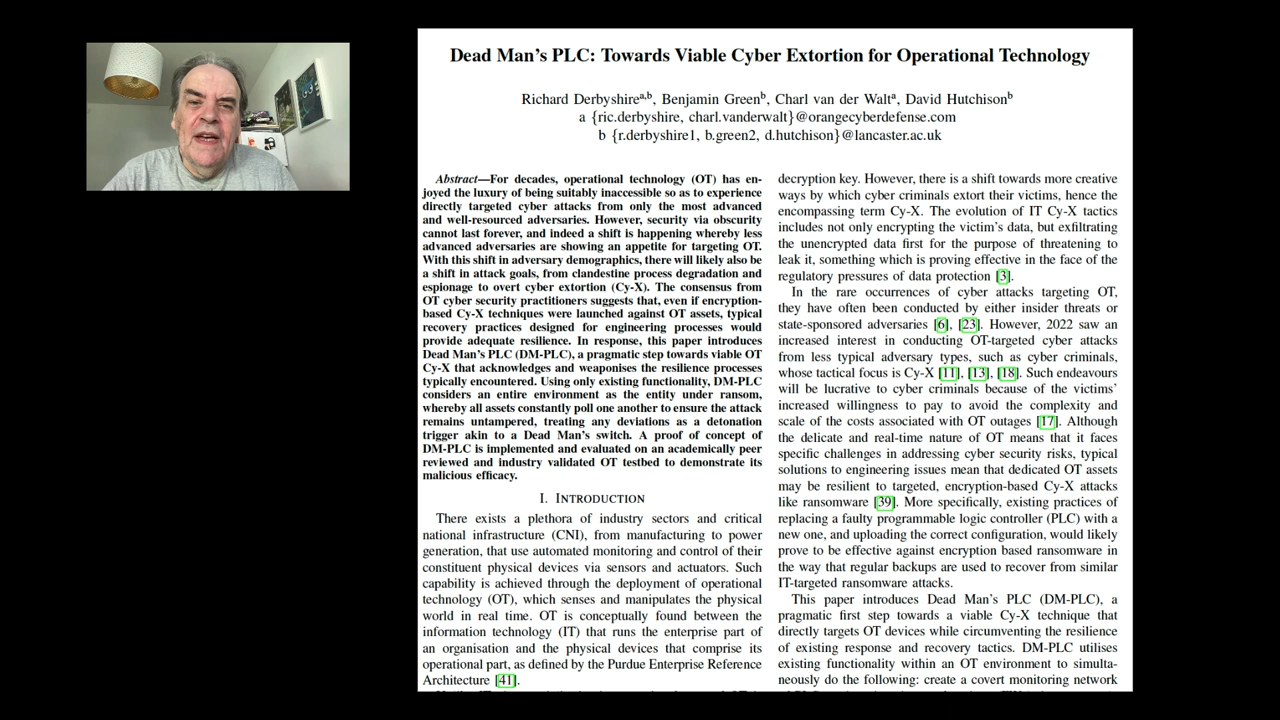 Dead Man's PLC: Towards Viable Cyber Extortion for Operational Technology
Richard Derbyshireᵃ,ᵇ, Benjamin Greenᵇ, Charl van der Waltᵃ, David Hutchisonᵇ
a {ric.derbyshire, charl.vanderwalt}@orangecyberdefense.com
b {r.derbyshire1, b.green2, d.hutchison}@lancaster.ac.uk
Abstract—For decades, operational technology (OT) has en-
joyed the luxury of being suitably inaccessible so as to experience
directly targeted cyber attacks from only the most advanced
and well-resourced adversaries. However, security via obscurity
cannot last forever, and indeed a shift is happening whereby less
advanced adversaries are showing an appetite for targeting OT.
With this shift in adversary demographics, there will likely also be
a shift in attack goals, from clandestine process degradation and
espionage to overt cyber extortion (Cy-X). The consensus from
OT cyber security practitioners suggests that, even if encryption-
based Cy-X techniques were launched against OT assets, typical
recovery practices designed for engineering processes would
provide adequate resilience. In response, this paper introduces
Dead Man's PLC (DM-PLC), a pragmatic step towards viable OT
Cy-X that acknowledges and weaponises the resilience processes
typically encountered. Using only existing functionality, DM-PLC
considers an entire environment as the entity under ransom,
whereby all assets constantly poll one another to ensure the attack
remains untampered, treating any deviations as a detonation
trigger akin to a Dead Man's switch. A proof of concept of
DM-PLC is implemented and evaluated on an academically peer
reviewed and industry validated OT testbed to demonstrate its
malicious efficacy.
I. INTRODUCTION
There exists a plethora of industry sectors and critical
national infrastructure (CNI), from manufacturing to power
generation, that use automated monitoring and control of their
constituent physical devices via sensors and actuators. Such
capability is achieved through the deployment of operational
technology (OT), which senses and manipulates the physical
world in real time. OT is conceptually found between the
information technology (IT) that runs the enterprise part of
an organisation and the physical devices that comprise its
operational part, as defined by the Purdue Enterprise Reference
Architecture [41].
decryption key. However, there is a shift towards more creative
ways by which cyber criminals extort their victims, hence the
encompassing term Cy-X. The evolution of IT Cy-X tactics
includes not only encrypting the victim's data, but exfiltrating
the unencrypted data first for the purpose of threatening to
leak it, something which is proving effective in the face of the
regulatory pressures of data protection [3].
In the rare occurrences of cyber attacks targeting OT,
they have often been conducted by either insider threats or
state-sponsored adversaries [6], [23]. However, 2022 saw an
increased interest in conducting OT-targeted cyber attacks
from less typical adversary types, such as cyber criminals,
whose tactical focus is Cy-X [11], [13], [18]. Such endeavours
will be lucrative to cyber criminals because of the victims'
increased willingness to pay to avoid the complexity and
scale of the costs associated with OT outages [17]. Although
the delicate and real-time nature of OT means that it faces
specific challenges in addressing cyber security risks, typical
solutions to engineering issues mean that dedicated OT assets
may be resilient to targeted, encryption-based Cy-X attacks
like ransomware [39]. More specifically, existing practices of
replacing a faulty programmable logic controller (PLC) with a
new one, and uploading the correct configuration, would likely
prove to be effective against encryption based ransomware in
the way that regular backups are used to recover from similar
IT-targeted ransomware attacks.
This paper introduces Dead Man's PLC (DM-PLC), a
pragmatic first step towards a viable Cy-X technique that
directly targets OT devices while circumventing the resilience
of existing response and recovery tactics. DM-PLC utilises
existing functionality within an OT environment to simulta-
neously do the following: create a covert monitoring network